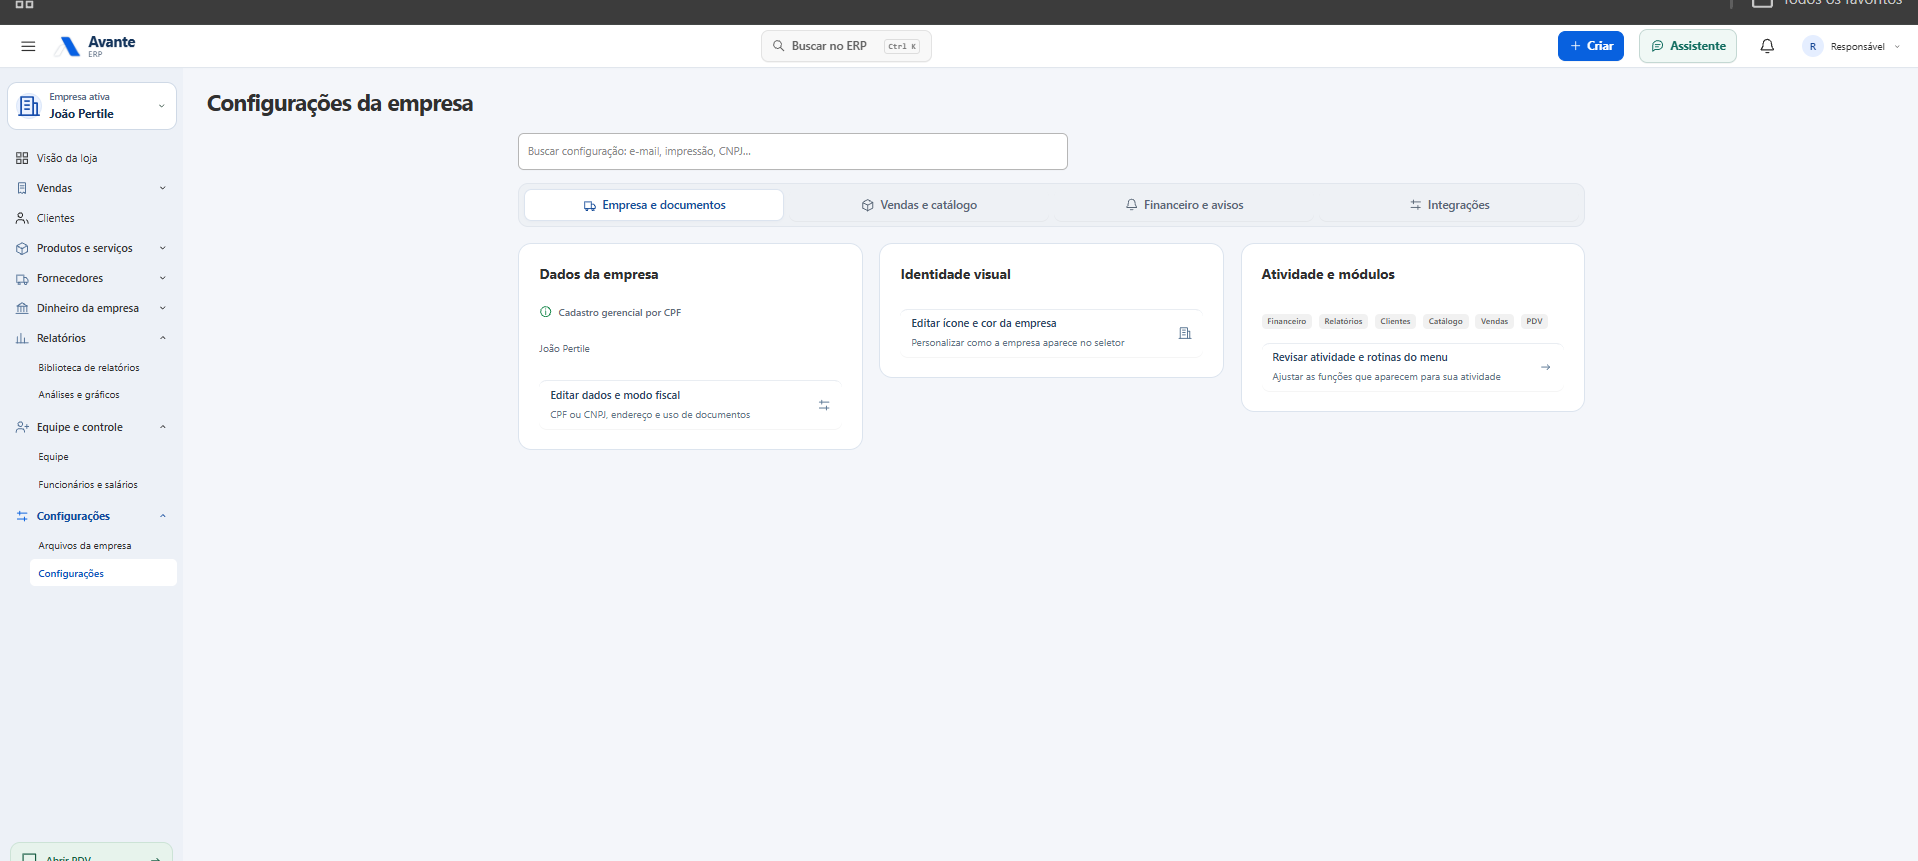 Todos os favoritos
Avante
ERP
Buscar no ERP Ctrl K
+ Criar
Assistente
R Responsável
Empresa ativa
João Pertile
Visão da loja
Vendas
Clientes
Produtos e serviços
Fornecedores
Dinheiro da empresa
Relatórios
Biblioteca de relatórios
Análises e gráficos
Equipe e controle
Equipe
Funcionários e salários
Configurações
Arquivos da empresa
Configurações
Abrir PDV
Configurações da empresa
Buscar configuração: e-mail, impressão, CNPJ...
Empresa e documentos
Vendas e catálogo
Financeiro e avisos
Integrações
Dados da empresa
Cadastro gerencial por CPF
João Pertile
Editar dados e modo fiscal
CPF ou CNPJ, endereço e uso de documentos
Identidade visual
Editar ícone e cor da empresa
Personalizar como a empresa aparece no seletor
Atividade e módulos
Financeiro Relatórios Clientes Catálogo Vendas PDV
Revisar atividade e rotinas do menu
Ajustar as funções que aparecem para sua atividade